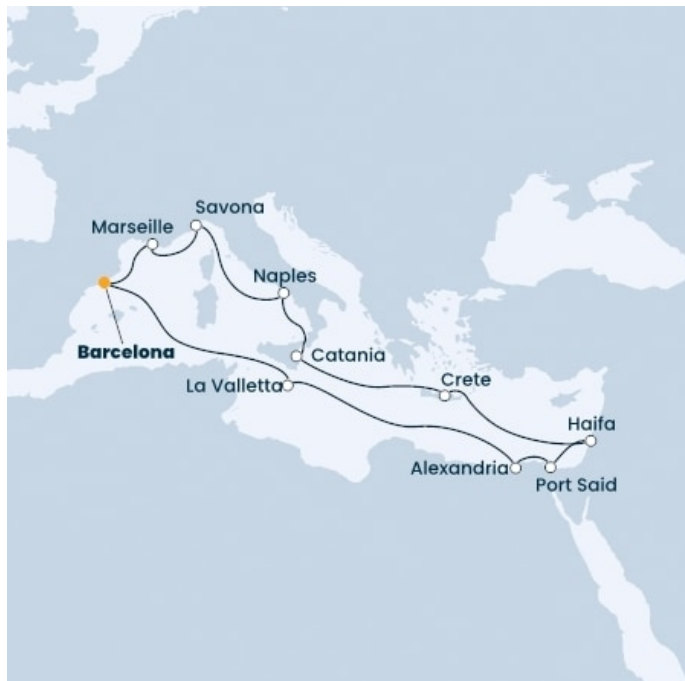 Savona
Marseille
Naples
Barcelona
Catania
La Valletta
Crete
Haifa
Alexandria
Port Said